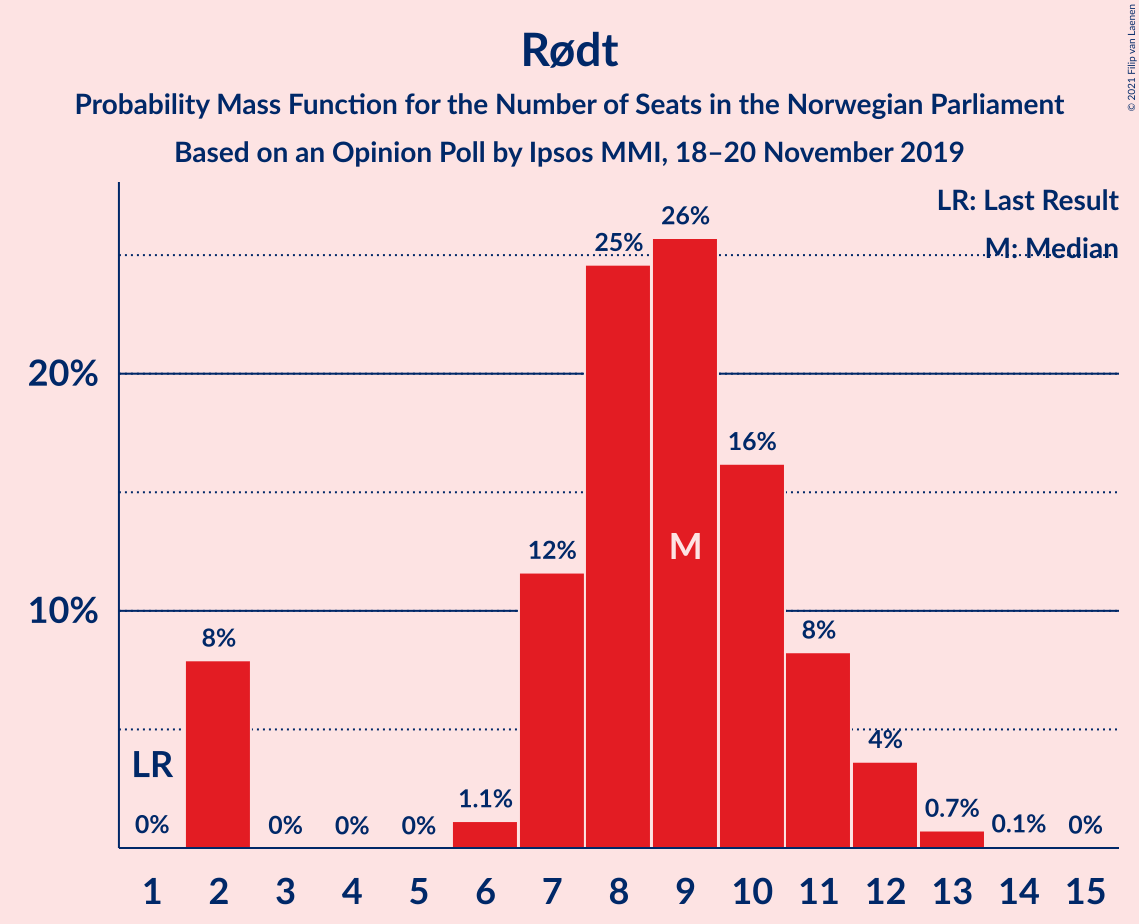 Rødt
Probability Mass Function for the Number of Seats in the Norwegian Parliament
Based on an Opinion Poll by Ipsos MMI, 18–20 November 2019
© 2021 Filip van Laenen
LR: Last Result
M: Median
20%
10%
LR
M
0%
8%
0%
0%
0%
1.1%
12%
25%
26%
16%
8%
4%
0.7%
0.1%
0%
1 2 3 4 5 6 7 8 9 10 11 12 13 14 15